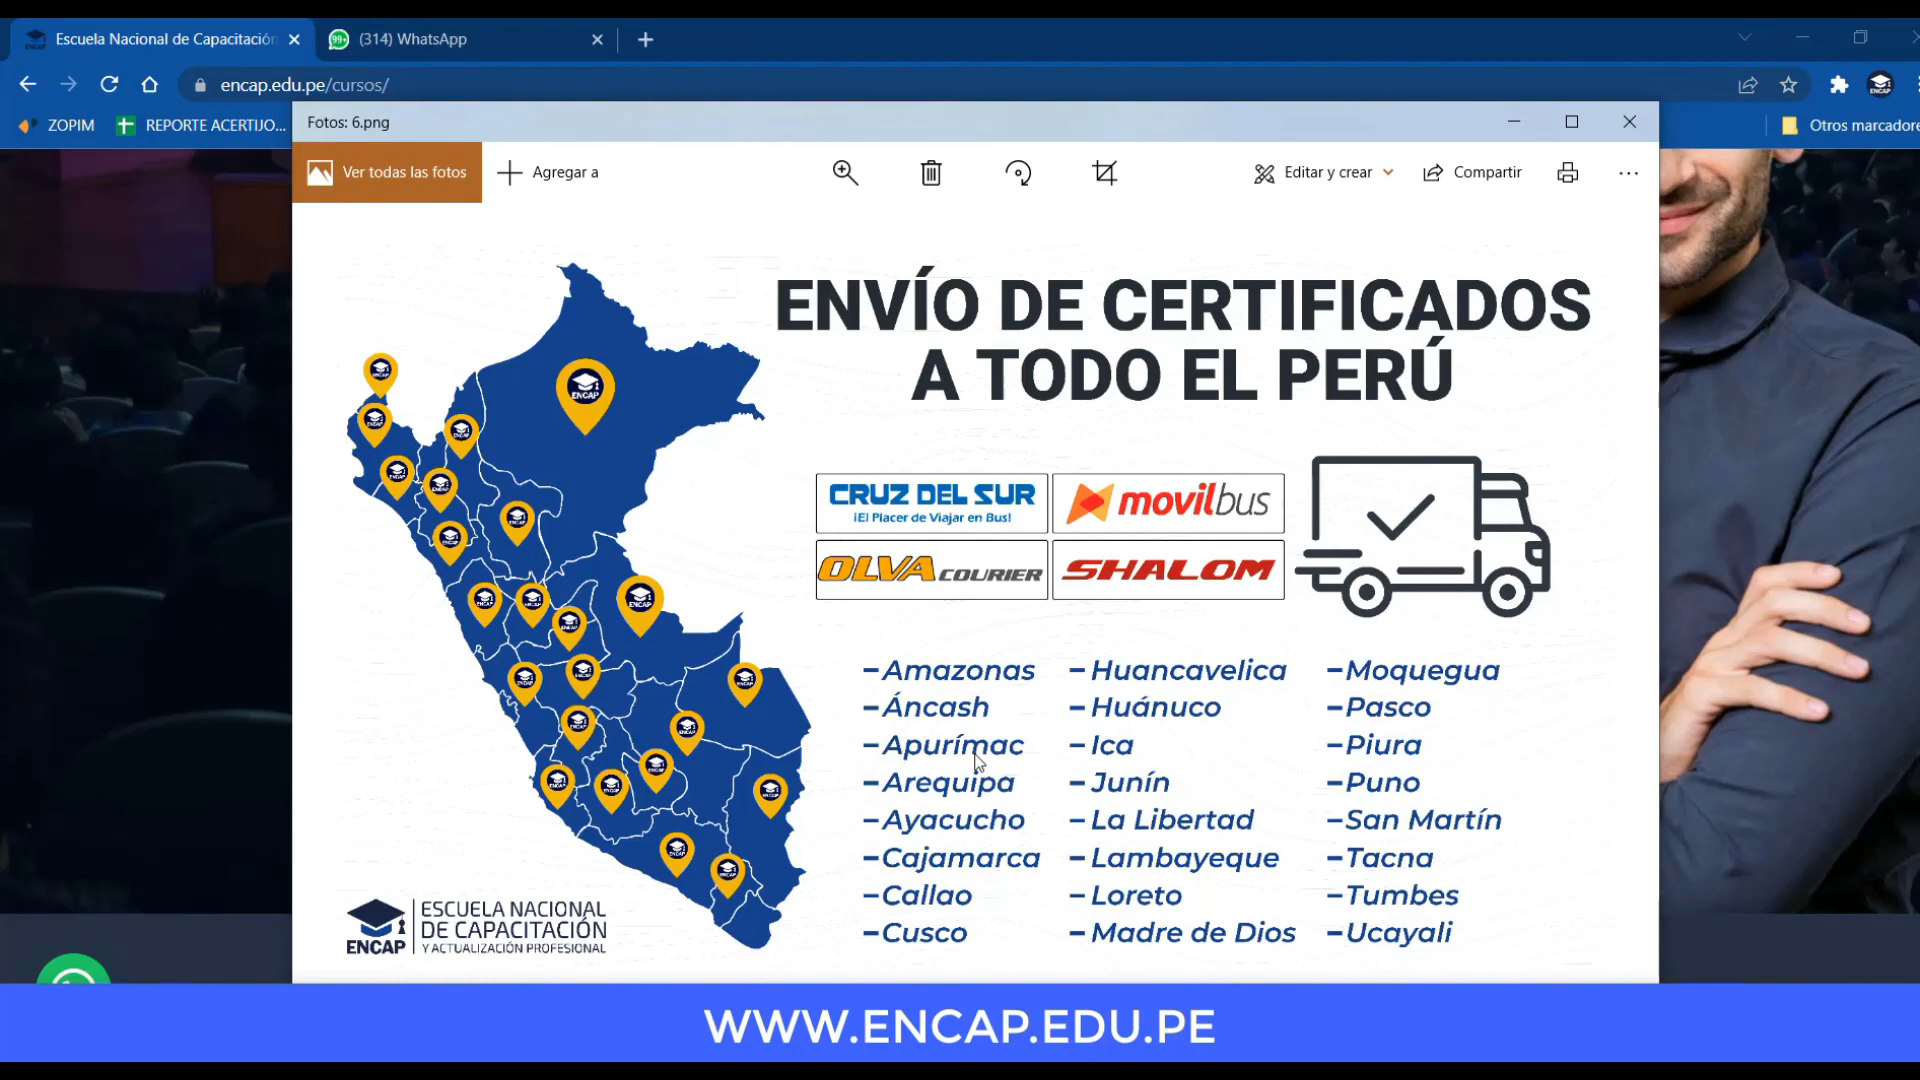 Escuela Nacional de Capacitación
(314) WhatsApp
encap.edu.pe/cursos/
ZOPIM
REPORTE ACERTIJO...
Otros marcadore
Fotos: 6.png
Ver todas las fotos
Agregar a
Editar y crear
Compartir
ENVÍO DE CERTIFICADOS
A TODO EL PERÚ
CRUZ DEL SUR
¡El Placer de Viajar en Bus!
movilbus
OLVA COURIER
SHALOM
-Amazonas
-Áncash
-Apurímac
-Arequipa
-Ayacucho
-Cajamarca
-Callao
-Cusco
-Huancavelica
-Huánuco
-Ica
-Junín
-La Libertad
-Lambayeque
-Loreto
-Madre de Dios
-Moquegua
-Pasco
-Piura
-Puno
-San Martín
-Tacna
-Tumbes
-Ucayali
ENCAP
ESCUELA NACIONAL
DE CAPACITACIÓN
Y ACTUALIZACIÓN PROFESIONAL
WWW.ENCAP.EDU.PE